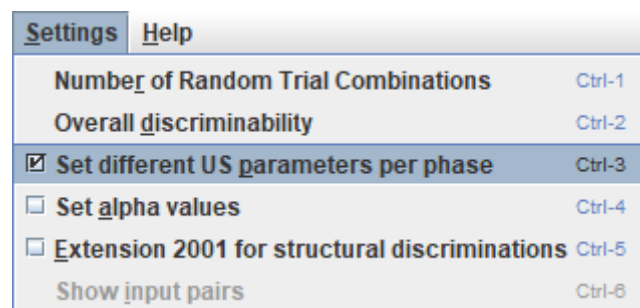 Settings Help
Number of Random Trial Combinations Ctrl-1
Overall discriminability Ctrl-2
Set different US parameters per phase Ctrl-3
Set alpha values Ctrl-4
Extension 2001 for structural discriminations Ctrl-5
Show input pairs Ctrl-6